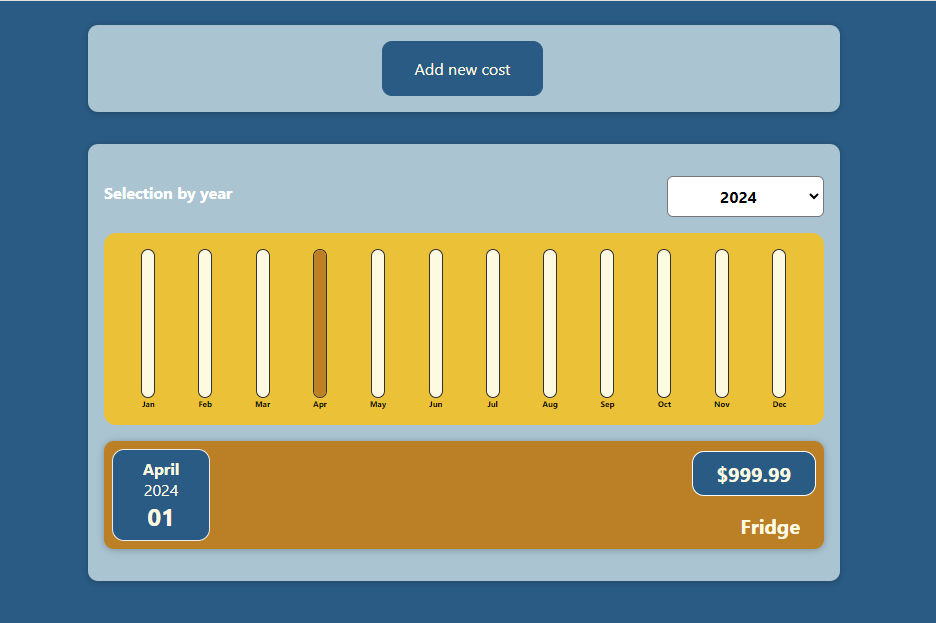 Add new cost
Selection by year
2024
Jan Feb Mar Apr May Jun Jul Aug Sep Oct Nov Dec
April
2024
01
$999.99
Fridge